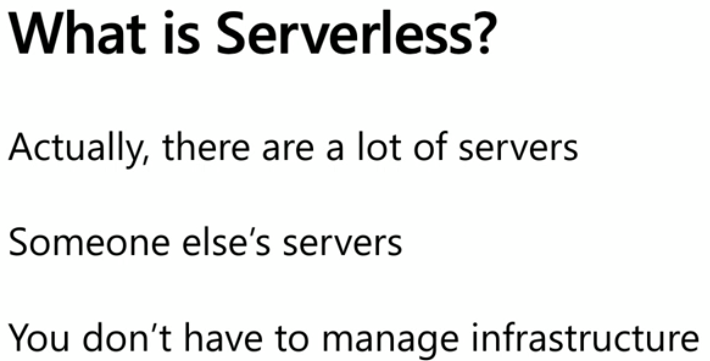 What is Serverless?
Actually, there are a lot of servers
Someone else’s servers
You don’t have to manage infrastructure